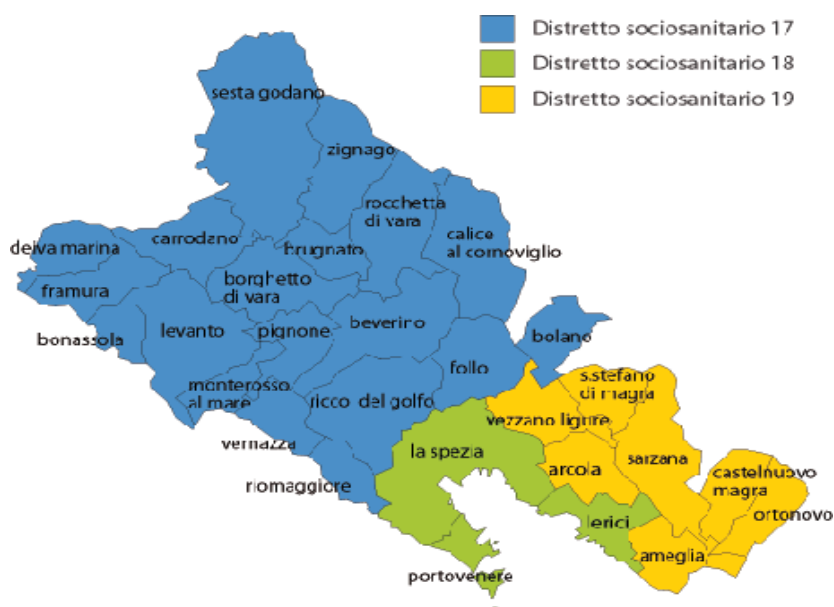 Distretto sociosanitario 17
Distretto sociosanitario 18
Distretto sociosanitario 19
sesta godano
zignago
rocchetta
di vara
calice
al cornoviglio
carrodano
deiva marina
brugnato
borghetto
di vara
framura
bonassola
levanto
pignone
beverino
bolano
follo
monterosso
al mare
ricco del golfo
s.stefano
di magra
vezzano ligure
vernazza
la spezia
arcola
sarzana
riomaggiore
castelnuovo
magra
ortonovo
lerici
ameglia
portovenere